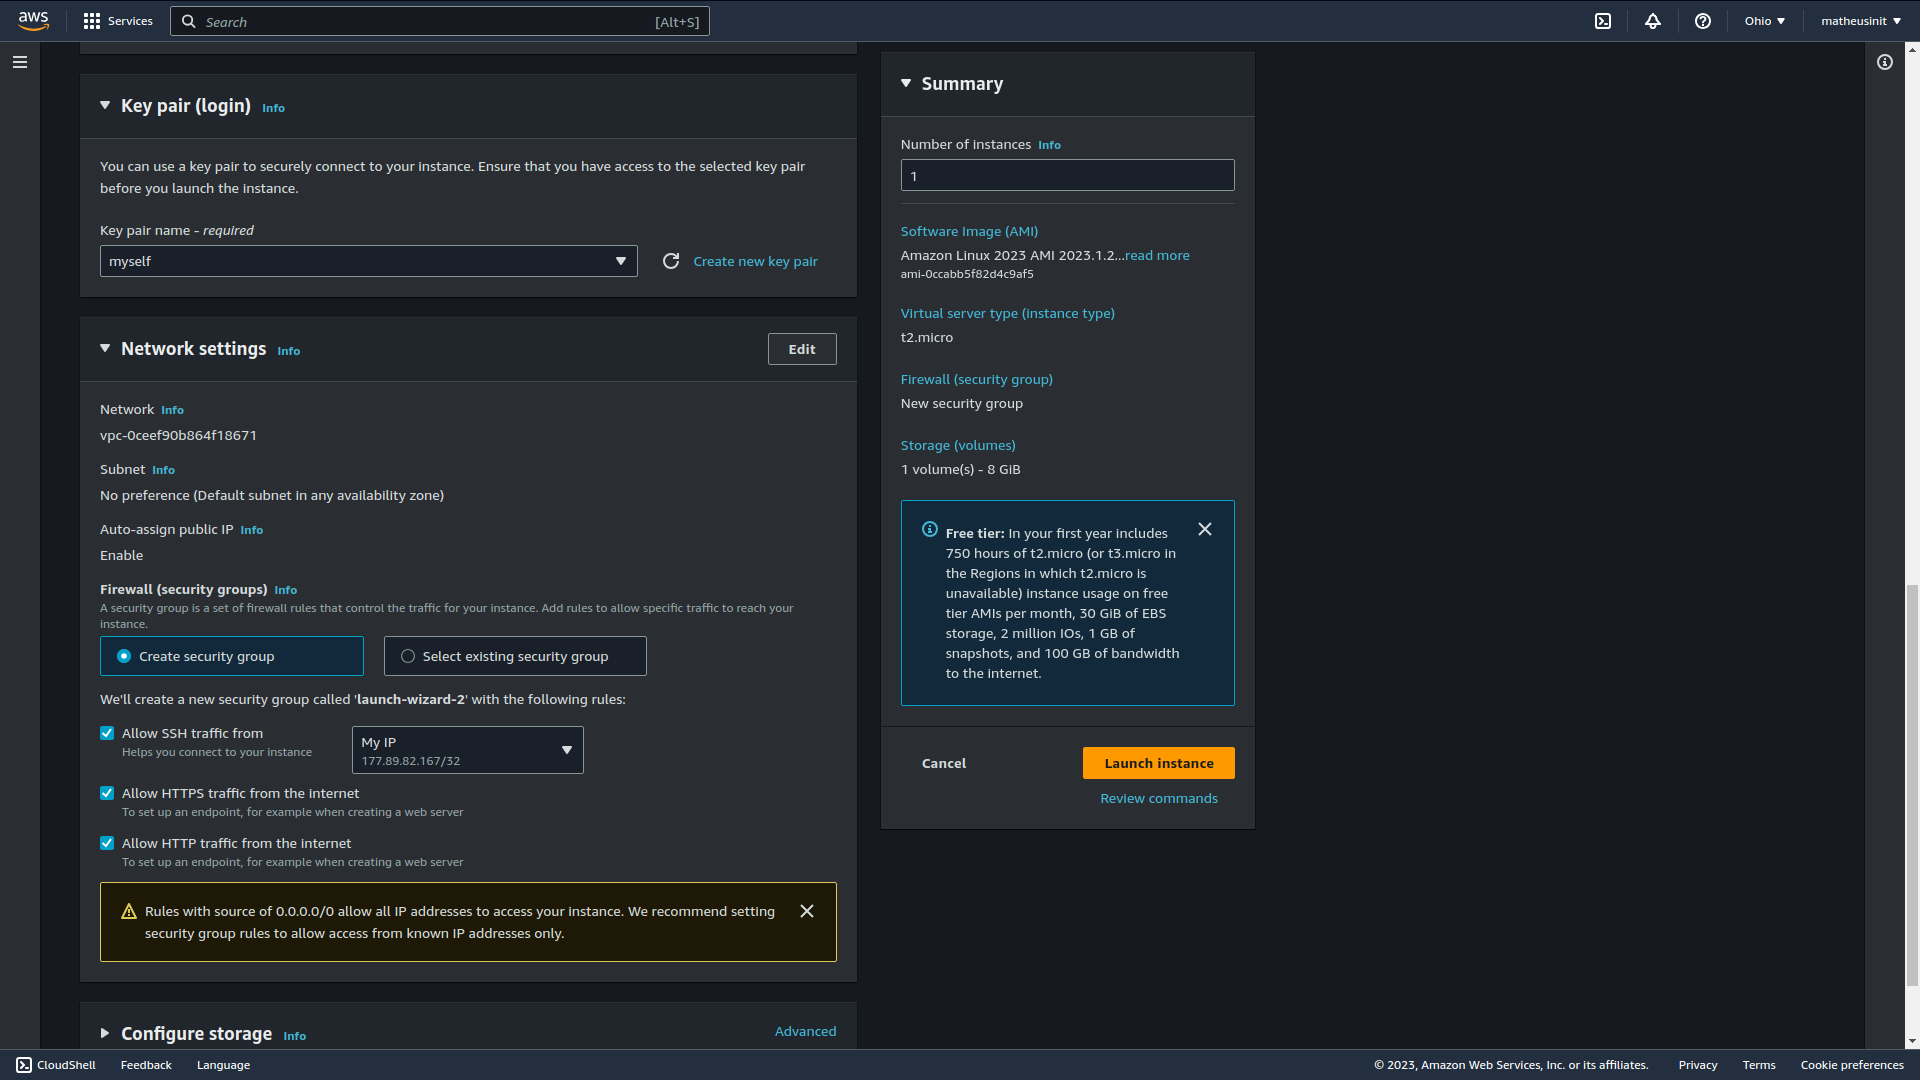 aws
Services
Search
[Alt+S]
Ohio
matheusinit
Key pair (login) Info
You can use a key pair to securely connect to your instance. Ensure that you have access to the selected key pair
before you launch the instance.
Key pair name - required
myself
Create new key pair
Network settings Info
Edit
Network Info
vpc-0ceef90b864f18671
Subnet Info
No preference (Default subnet in any availability zone)
Auto-assign public IP Info
Enable
Firewall (security groups) Info
A security group is a set of firewall rules that control the traffic for your instance. Add rules to allow specific traffic to reach your
instance.
Create security group
Select existing security group
We'll create a new security group called 'launch-wizard-2' with the following rules:
Allow SSH traffic from
Helps you connect to your instance
My IP
177.89.82.167/32
Allow HTTPS traffic from the internet
To set up an endpoint, for example when creating a web server
Allow HTTP traffic from the internet
To set up an endpoint, for example when creating a web server
Rules with source of 0.0.0.0/0 allow all IP addresses to access your instance. We recommend setting
security group rules to allow access from known IP addresses only.
Configure storage Info
Advanced
Summary
Number of instances Info
1
Software Image (AMI)
Amazon Linux 2023 AMI 2023.1.2...read more
ami-0ccabb5f82d4c9af5
Virtual server type (instance type)
t2.micro
Firewall (security group)
New security group
Storage (volumes)
1 volume(s) - 8 GiB
Free tier: In your first year includes
750 hours of t2.micro (or t3.micro in
the Regions in which t2.micro is
unavailable) instance usage on free
tier AMIs per month, 30 GiB of EBS
storage, 2 million IOs, 1 GB of
snapshots, and 100 GB of bandwidth
to the internet.
Cancel
Launch instance
Review commands
CloudShell
Feedback
Language
© 2023, Amazon Web Services, Inc. or its affiliates.
Privacy
Terms
Cookie preferences